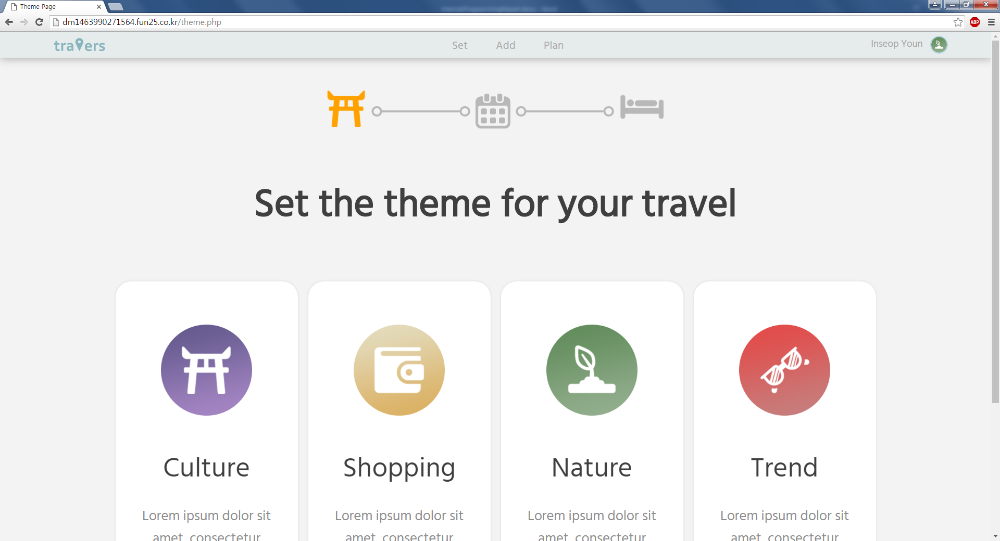 Theme Page
dm1463990271564.fun25.co.kr/theme.php
ABP
travers
Set Add Plan
Inseop Youn
Set the theme for your travel
Culture Shopping Nature Trend
Lorem ipsum dolor sit Lorem ipsum dolor sit Lorem ipsum dolor sit Lorem ipsum dolor sit
amet, consectetur amet, consectetur amet, consectetur amet, consectetur